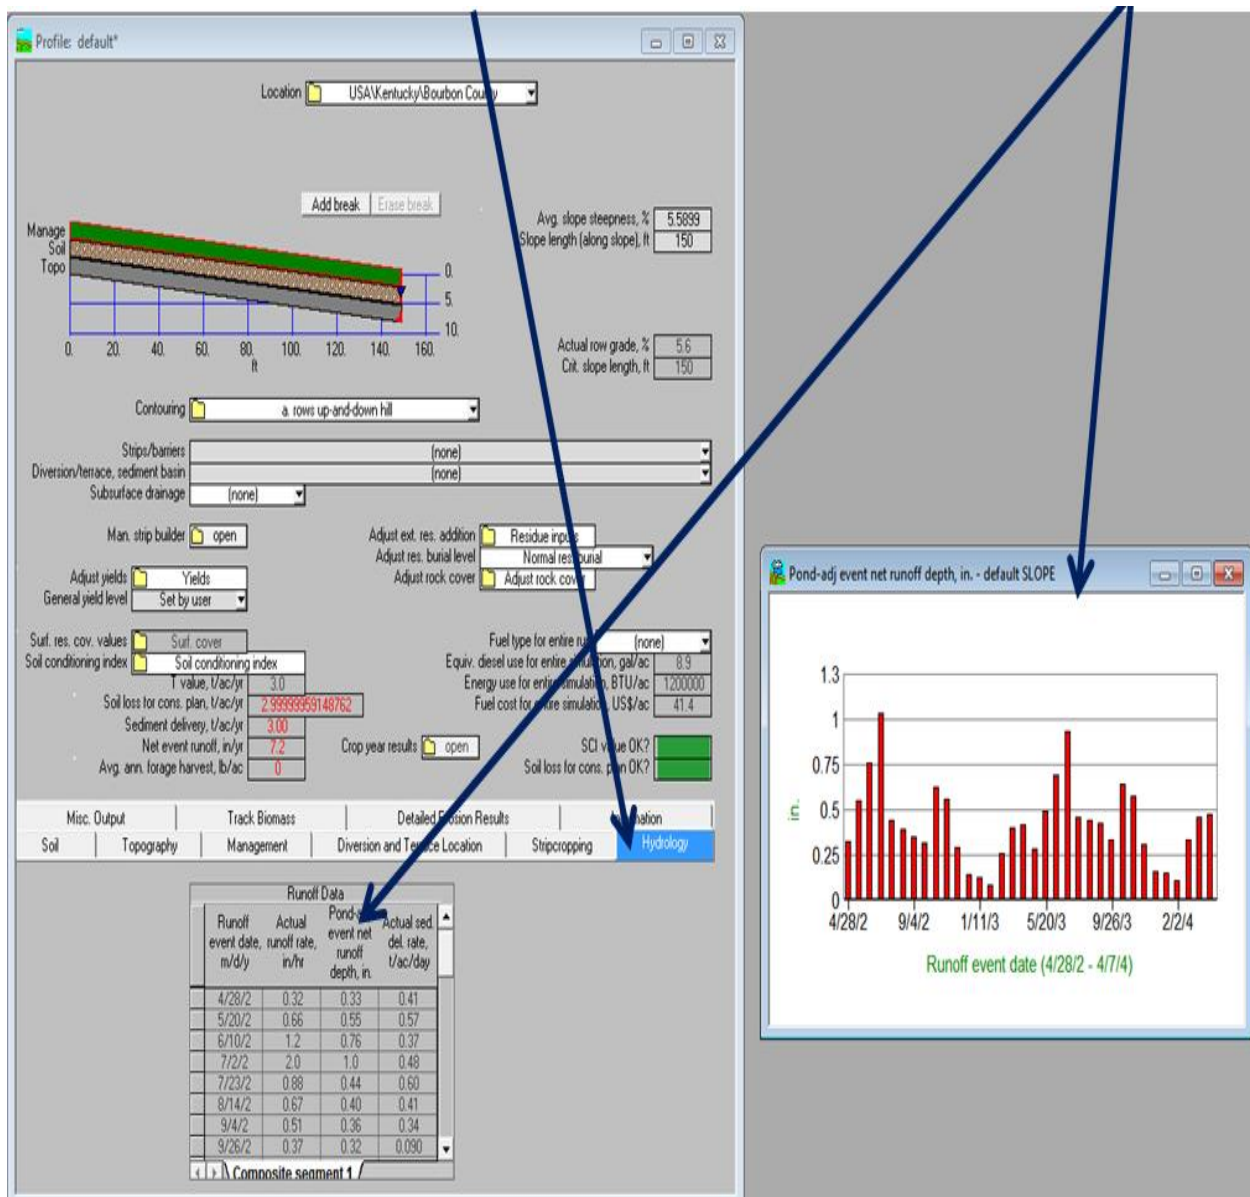 Profile: default*
Location USA\Kentucky\Bourbon County
Add break Erase break
Avg. slope steepness, % 5.5899
Slope length (along slope), ft 150
Manage
Soil
Topo
0.
5.
10.
0. 20. 40. 60. 80. 100. 120. 140. 160.
ft
Actual row grade, % 5.6
Crit. slope length, ft 150
Contouring a. rows up-and-down hill
Strips/barriers (none)
Diversion/terrace, sediment basin (none)
Subsurface drainage (none)
Man. strip builder open
Adjust ext. res. addition Residue inputs
Adjust res. burial level Normal res. burial
Adjust rock cover Adjust rock cover
Adjust yields Yields
General yield level Set by user
Surf. res. cov. values Surf. cover
Soil conditioning index Soil conditioning index
T value, t/ac/yr 3.0
Soil loss for cons. plan, t/ac/yr 2.99999959148762
Sediment delivery, t/ac/yr 3.00
Net event runoff, in/yr 7.2
Avg. ann. forage harvest, lb/ac 0
Fuel type for entire (none)
Equiv. diesel use for entire simulation, gal/ac 8.9
Energy use for entire simulation, BTU/ac 1200000
Fuel cost for entire simulation, US$/ac 41.4
Crop year results open
SCI value OK?
Soil loss for cons. plan OK?
Misc. Output Track Biomass Detailed Erosion Results
Soil Topography Management Diversion and Terrace Location Stripcropping Hydrology
Runoff Data
Runoff event date, m/d/y
Actual runoff rate, in/hr
event net runoff depth, in.
Actual sed. del. rate, t/ac/day
4/28/2 0.32 0.33 0.41
5/20/2 0.66 0.55 0.57
6/10/2 1.2 0.76 0.37
7/2/2 2.0 1.0 0.48
7/23/2 0.88 0.44 0.60
8/14/2 0.67 0.40 0.41
9/4/2 0.51 0.36 0.34
9/26/2 0.37 0.32 0.090
Composite segment 1
Pond-adj event net runoff depth, in. - default SLOPE
1.3
1
0.75
0.5
0.25
0
in.
4/28/2 9/4/2 1/11/3 5/20/3 9/26/3 2/2/4
Runoff event date (4/28/2 - 4/7/4)